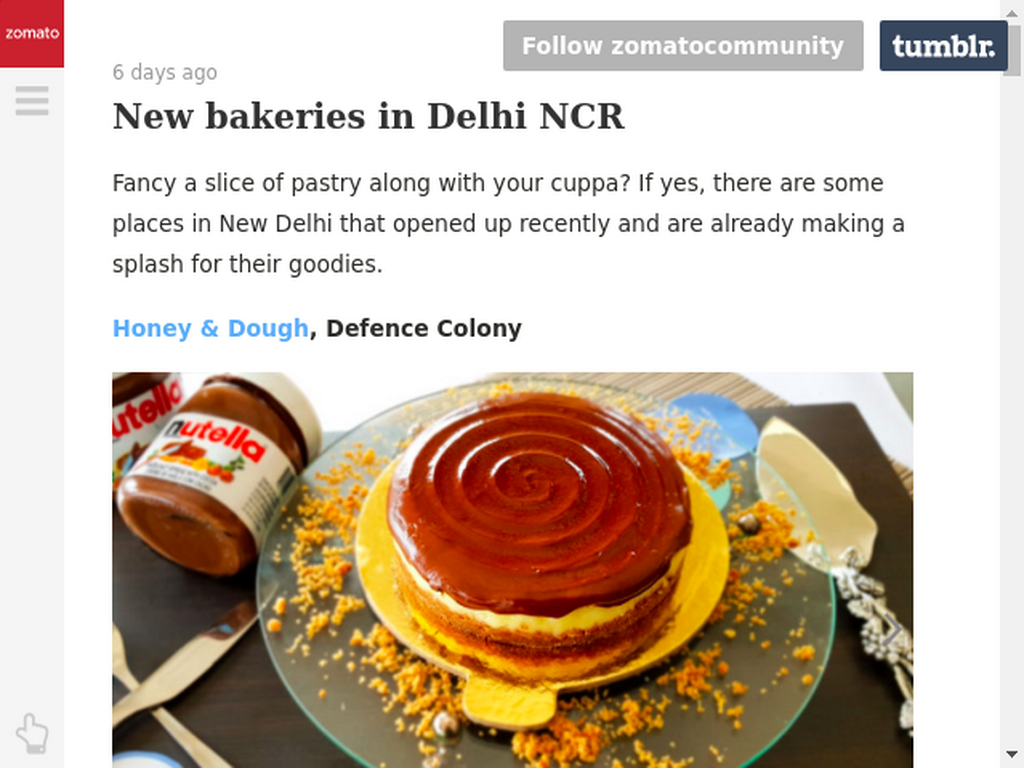 zomato
Follow zomatocommunity
tumblr.
6 days ago
New bakeries in Delhi NCR
Fancy a slice of pastry along with your cuppa? If yes, there are some
places in New Delhi that opened up recently and are already making a
splash for their goodies.
Honey & Dough, Defence Colony
utella
nutella